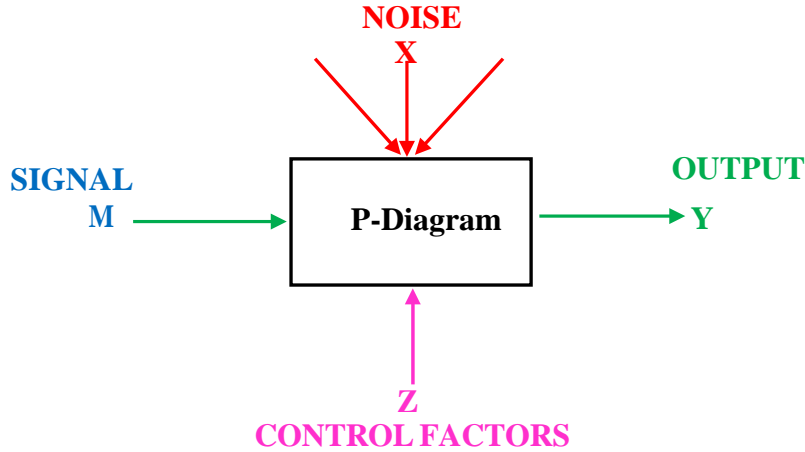 NOISE
X
SIGNAL
M
P-Diagram
OUTPUT
Y
Z
CONTROL FACTORS